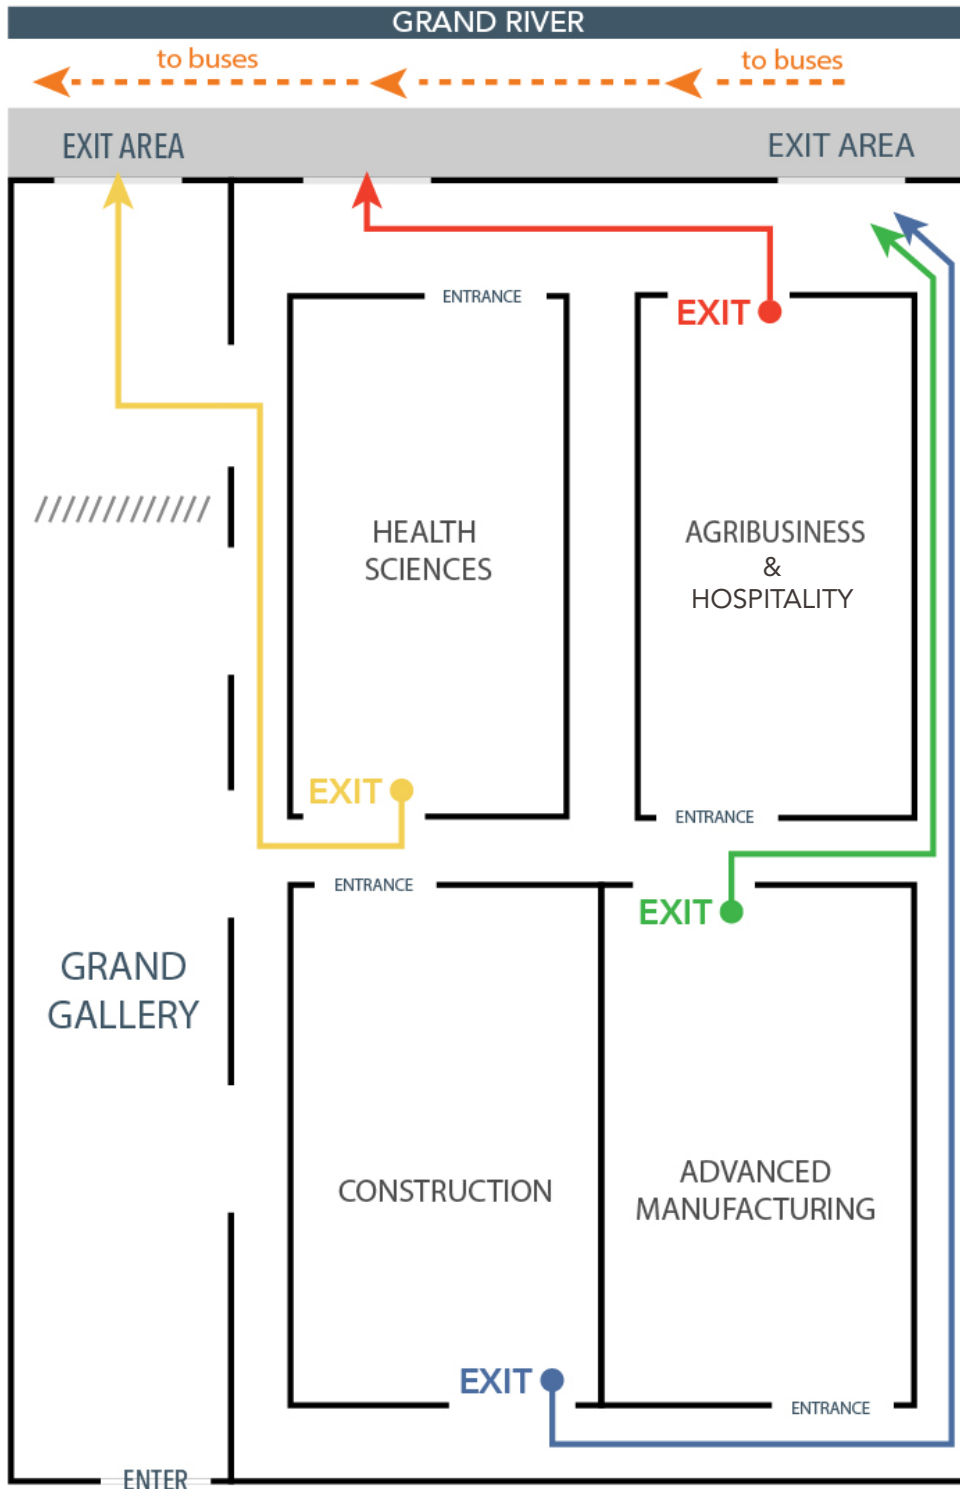 GRAND RIVER
to buses
to buses
EXIT AREA
EXIT AREA
ENTRANCE
EXIT
HEALTH
SCIENCES
AGRIBUSINESS
&
HOSPITALITY
EXIT
ENTRANCE
ENTRANCE
EXIT
GRAND
GALLERY
CONSTRUCTION
ADVANCED
MANUFACTURING
EXIT
ENTRANCE
ENTER